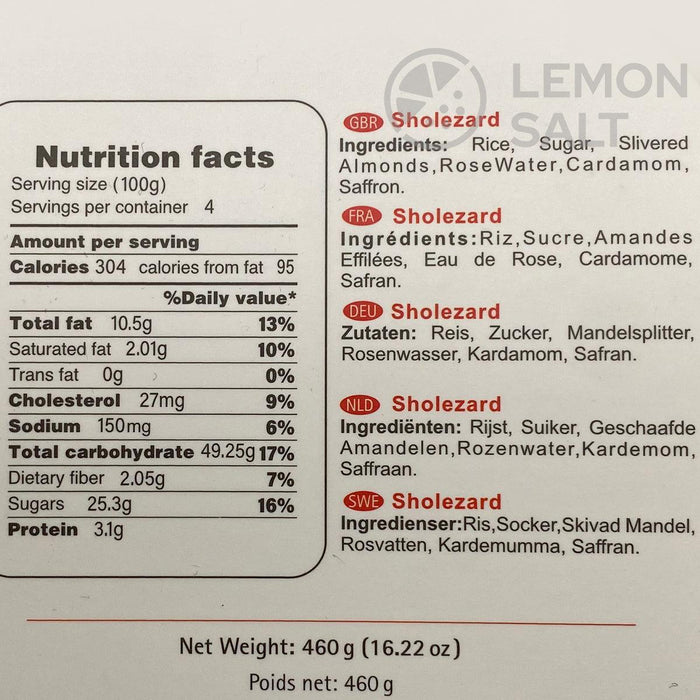 LEMON
SALT
Nutrition facts
Serving size (100g)
Servings per container 4
Amount per serving
Calories 304 calories from fat 95
%Daily value*
Total fat 10.5g 13%
Saturated fat 2.01g 10%
Trans fat 0g 0%
Cholesterol 27mg 9%
Sodium 150mg 6%
Total carbohydrate 49.25g 17%
Dietary fiber 2.05g 7%
Sugars 25.3g 16%
Protein 3.1g
GBR Sholezard
Ingredients: Rice, Sugar, Slivered
Almonds,RoseWater,Cardamom,
Saffron.
FRA Sholezard
Ingrédients:Riz,Sucre,Amandes
Effilées, Eau de Rose, Cardamome,
Safran.
DEU Sholezard
Zutaten: Reis, Zucker, Mandelsplitter,
Rosenwasser, Kardamom, Safran.
NLD Sholezard
Ingrediënten: Rijst, Suiker, Geschaafde
Amandelen,Rozenwater,Kardemom,
Saffraan.
SWE Sholezard
Ingredienser:Ris,Socker,Skivad Mandel,
Rosvatten, Kardemumma, Saffran.
Net Weight: 460 g (16.22 oz)
Poids net: 460 g